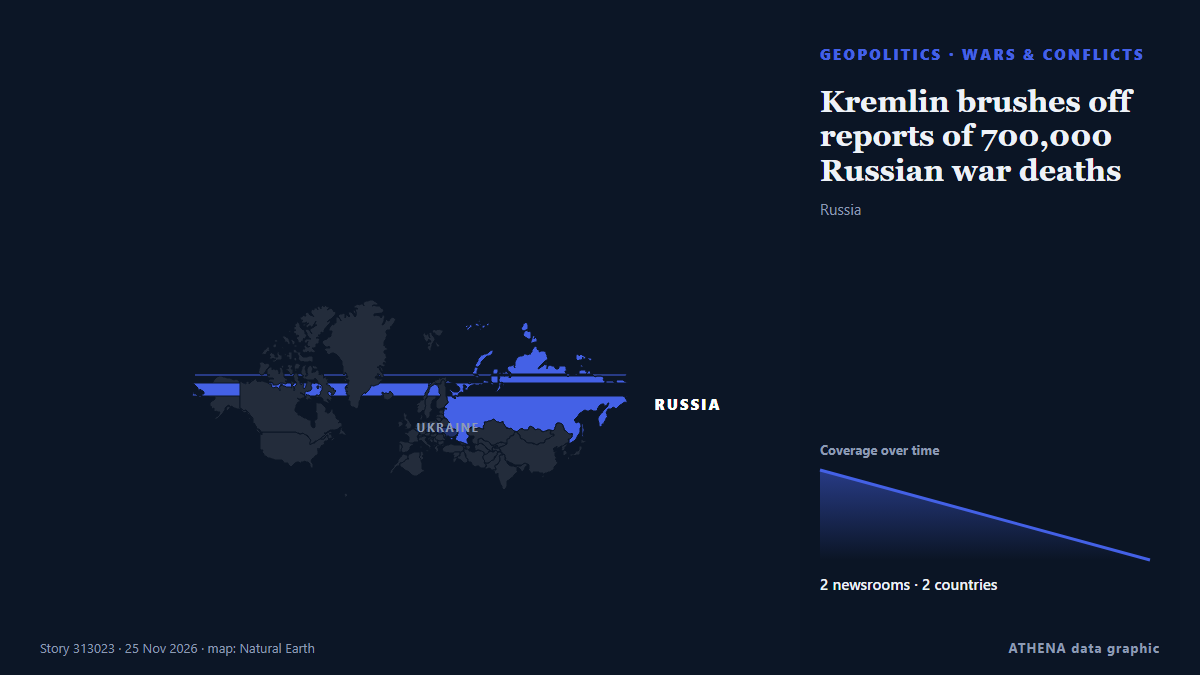 GEOPOLITICS · WARS & CONFLICTS
Kremlin brushes off
reports of 700,000
Russian war deaths
Russia
RUSSIA
UKRAINE
Coverage over time
2 newsrooms · 2 countries
Story 313023 · 25 Nov 2026 · map: Natural Earth
ATHENA data graphic